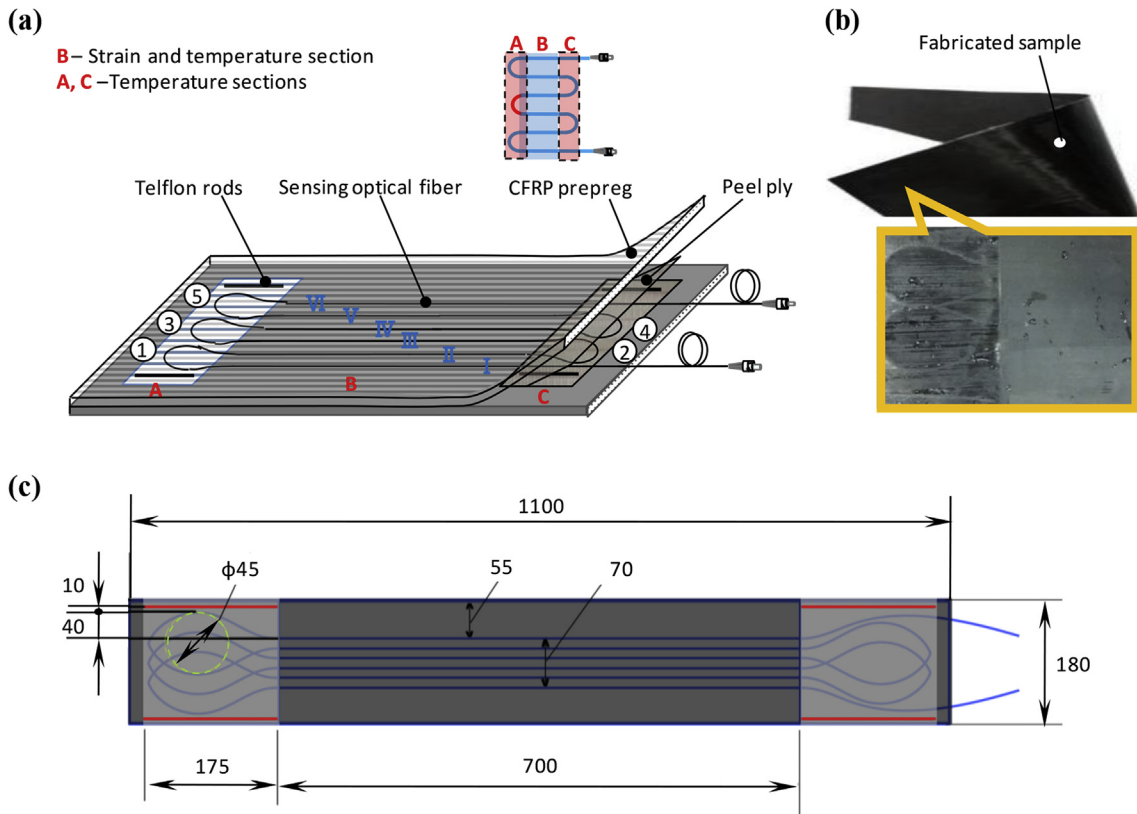 (a)
B – Strain and temperature section
A, C –Temperature sections
A B C
Telflon rods
Sensing optical fiber
CFRP prepreg
Peel ply
5
3
1
VI
V
IV
III
II
I
4
2
A
B
C
(b)
Fabricated sample
(c)
1100
10
ϕ45
55
70
40
180
175
700